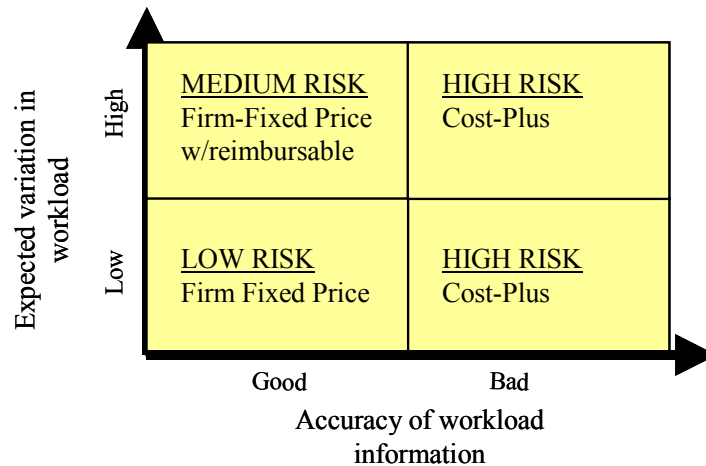 Expected variation in
workload
High
Low
MEDIUM RISK
Firm-Fixed Price
w/reimbursable
HIGH RISK
Cost-Plus
LOW RISK
Firm Fixed Price
HIGH RISK
Cost-Plus
Good
Bad
Accuracy of workload
information